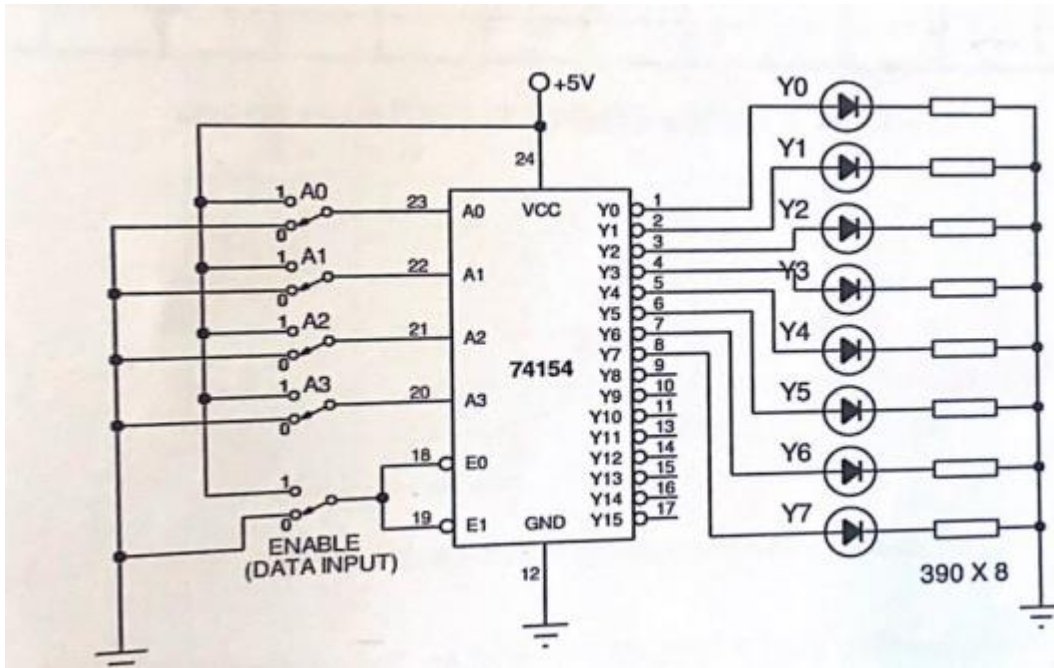 +5V
24
1 A0
0
23
1 A1
0
22
1 A2
0
21
1 A3
0
20
18
1
0
19
ENABLE
(DATA INPUT)
A0
VCC
A1
A2
A3
E0
E1
74154
GND
12
Y0 1
Y1 2
Y2 3
Y3 4
Y4 5
Y5 6
Y6 7
Y7 8
Y8 9
Y9 10
Y10 11
Y11 13
Y12 14
Y13 15
Y14 16
Y15 17
Y0
Y1
Y2
Y3
Y4
Y5
Y6
Y7
390 X 8